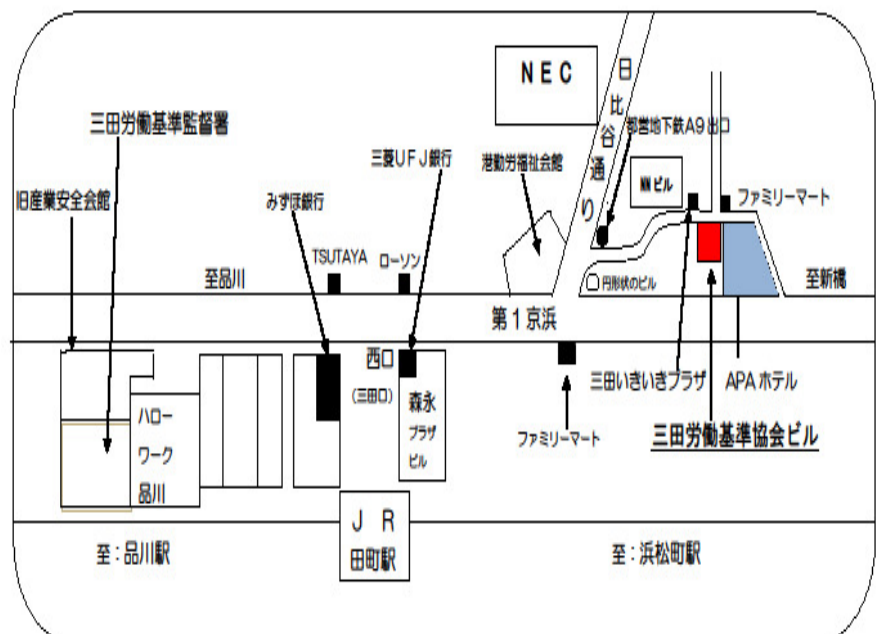 NEC
日比谷通り
三田労働基準監督署
都営地下鉄A9出口
三菱UFJ銀行
港勤労福祉会館
NNビル
旧産業安全会館
みずほ銀行
ファミリーマート
TSUTAYA
ローソン
至品川
円形状のビル
至新橋
第1京浜
西口
(三田口)
三田いきいきプラザ
APAホテル
森永
プラザ
ビル
ハロー
ワーク
品川
ファミリーマート
三田労働基準協会ビル
JR
田町駅
至:品川駅
至:浜松町駅